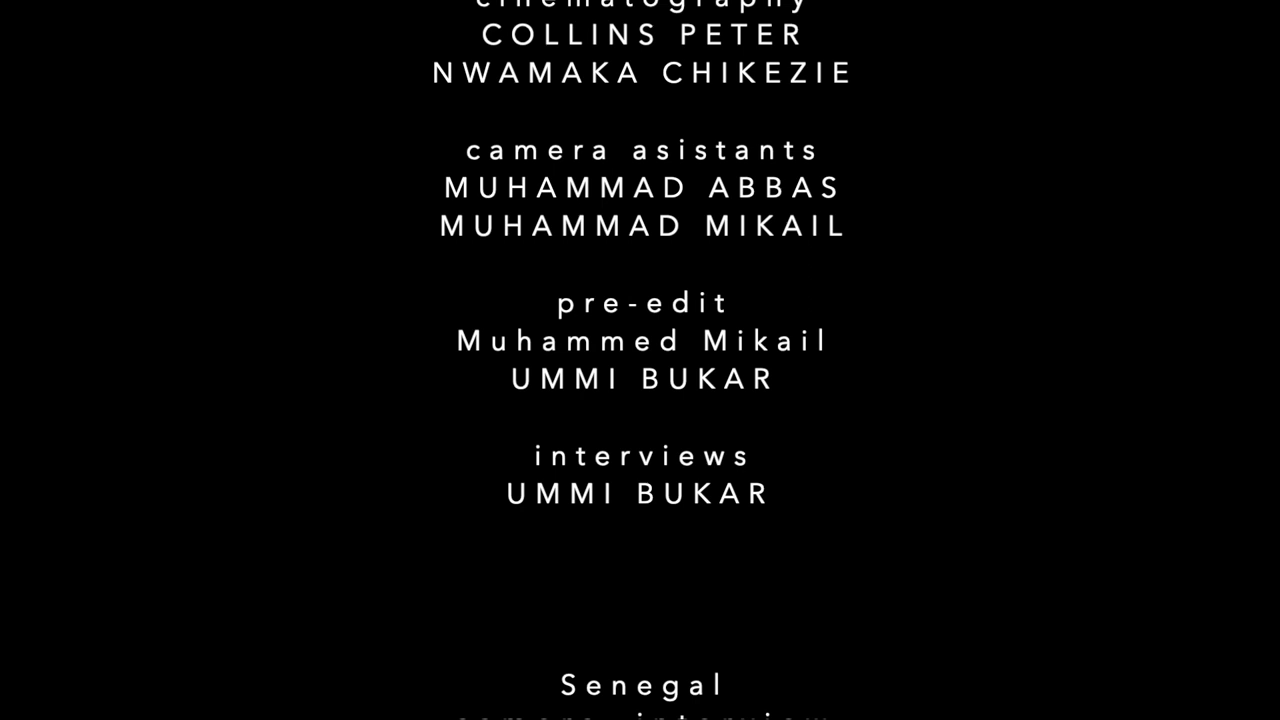 cinematography
COLLINS PETER
NWAMAKA CHIKEZIE
camera asistants
MUHAMMAD ABBAS
MUHAMMAD MIKAIL
pre-edit
Muhammed Mikail
UMMI BUKAR
interviews
UMMI BUKAR
Senegal